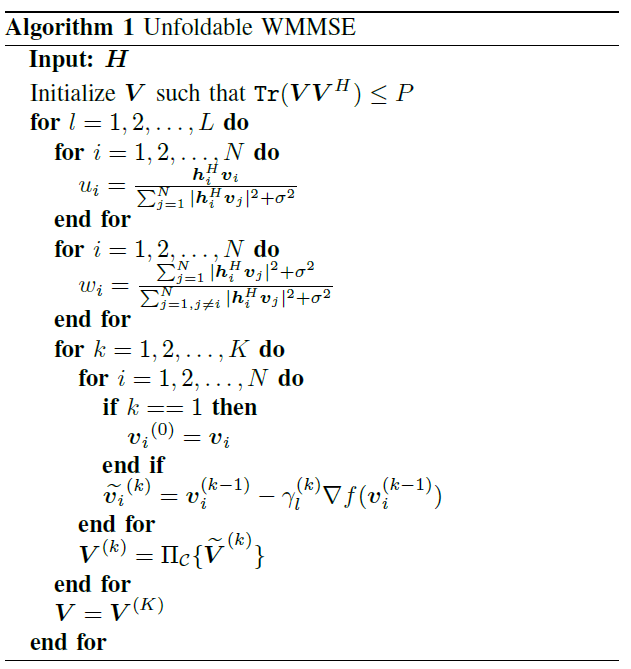 Algorithm 1 Unfoldable WMMSE
Input: $\boldsymbol{H}$
Initialize $\boldsymbol{V}$ such that $\mathtt{Tr}(\boldsymbol{V}\boldsymbol{V}^H) \leq P$
for $l = 1, 2, \ldots, L$ do
for $i = 1, 2, \ldots, N$ do
$u_i = \frac{\boldsymbol{h}_i^H \boldsymbol{v}_i}{\sum_{j=1}^N |\boldsymbol{h}_i^H \boldsymbol{v}_j|^2 + \sigma^2}$
end for
for $i = 1, 2, \ldots, N$ do
$w_i = \frac{\sum_{j=1}^N |\boldsymbol{h}_i^H \boldsymbol{v}_j|^2 + \sigma^2}{\sum_{j=1, j \neq i}^N |\boldsymbol{h}_i^H \boldsymbol{v}_j|^2 + \sigma^2}$
end for
for $k = 1, 2, \ldots, K$ do
for $i = 1, 2, \ldots, N$ do
if $k == 1$ then
$\boldsymbol{v}_i^{(0)} = \boldsymbol{v}_i$
end if
$\widetilde{\boldsymbol{v}}_i^{(k)} = \boldsymbol{v}_i^{(k-1)} - \gamma_l^{(k)} \nabla f(\boldsymbol{v}_i^{(k-1)})$
end for
$\boldsymbol{V}^{(k)} = \Pi_{\mathcal{C}}\{\widetilde{\boldsymbol{V}}^{(k)}\}$
end for
$\boldsymbol{V} = \boldsymbol{V}^{(K)}$
end for